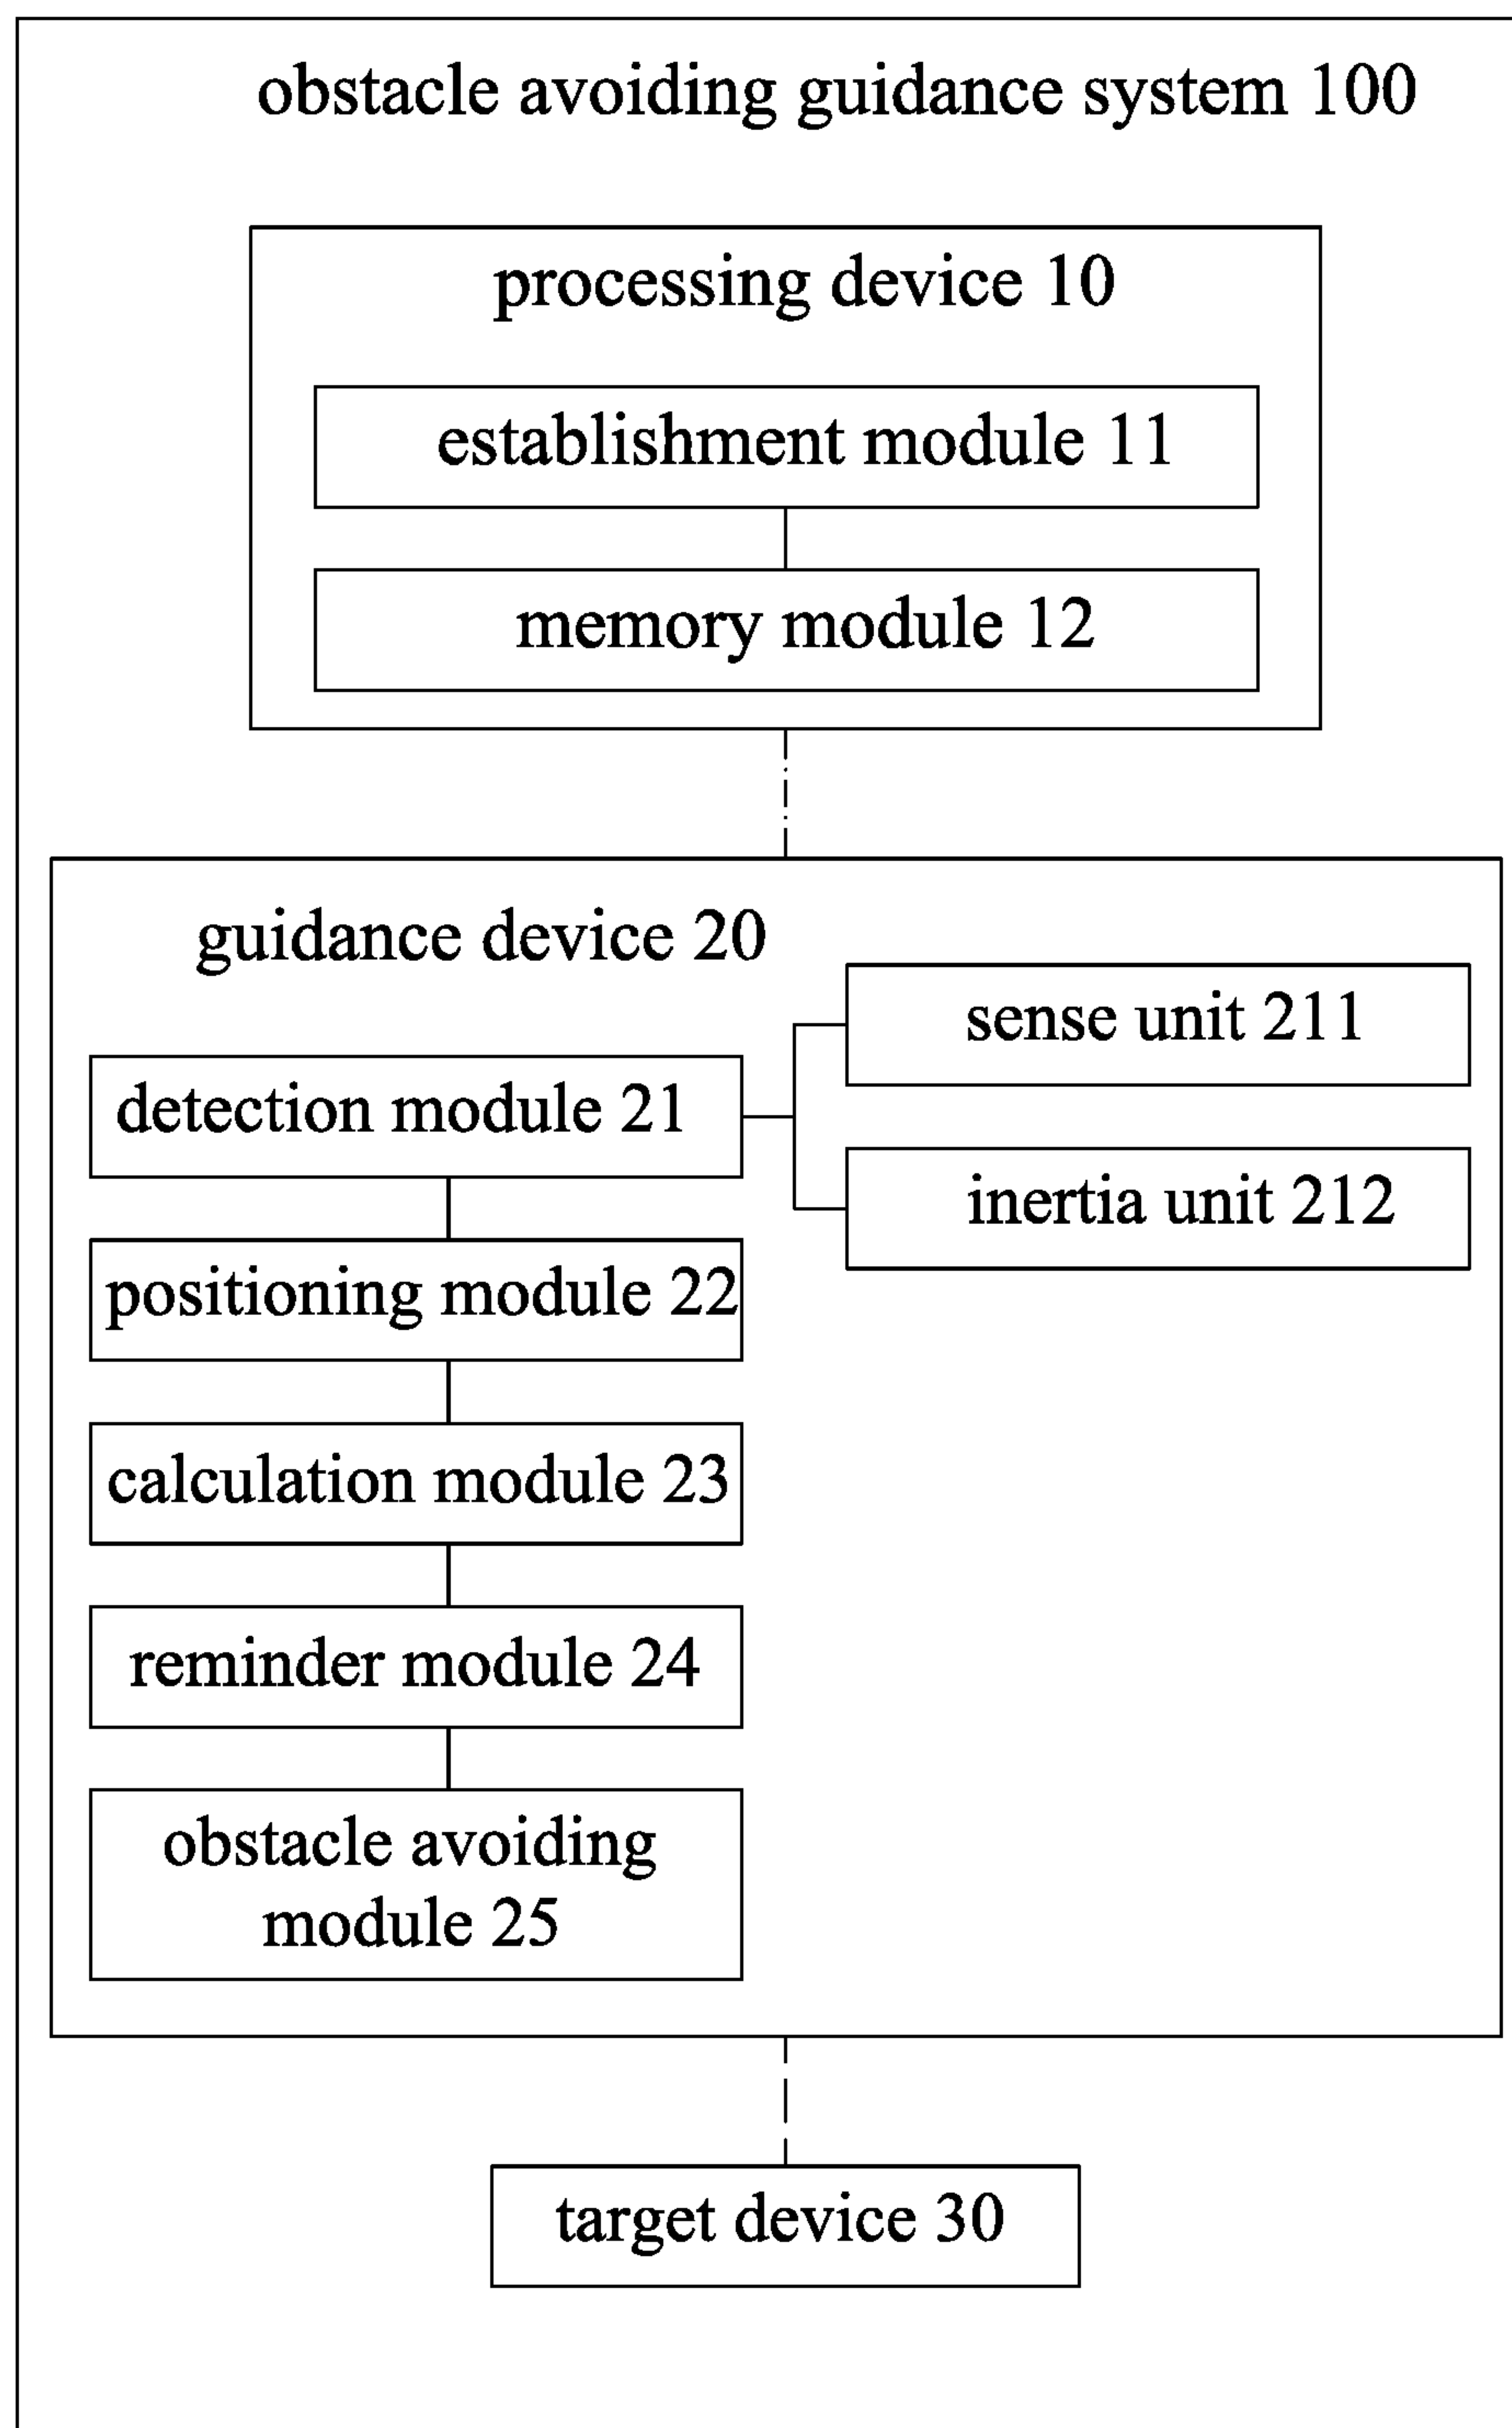 obstacle avoiding guidance system 100
processing device 10
establishment module 11
memory module 12
guidance device 20
sense unit 211
detection module 21
inertia unit 212
positioning module 22
calculation module 23
reminder module 24
obstacle avoiding
module 25
target device 30